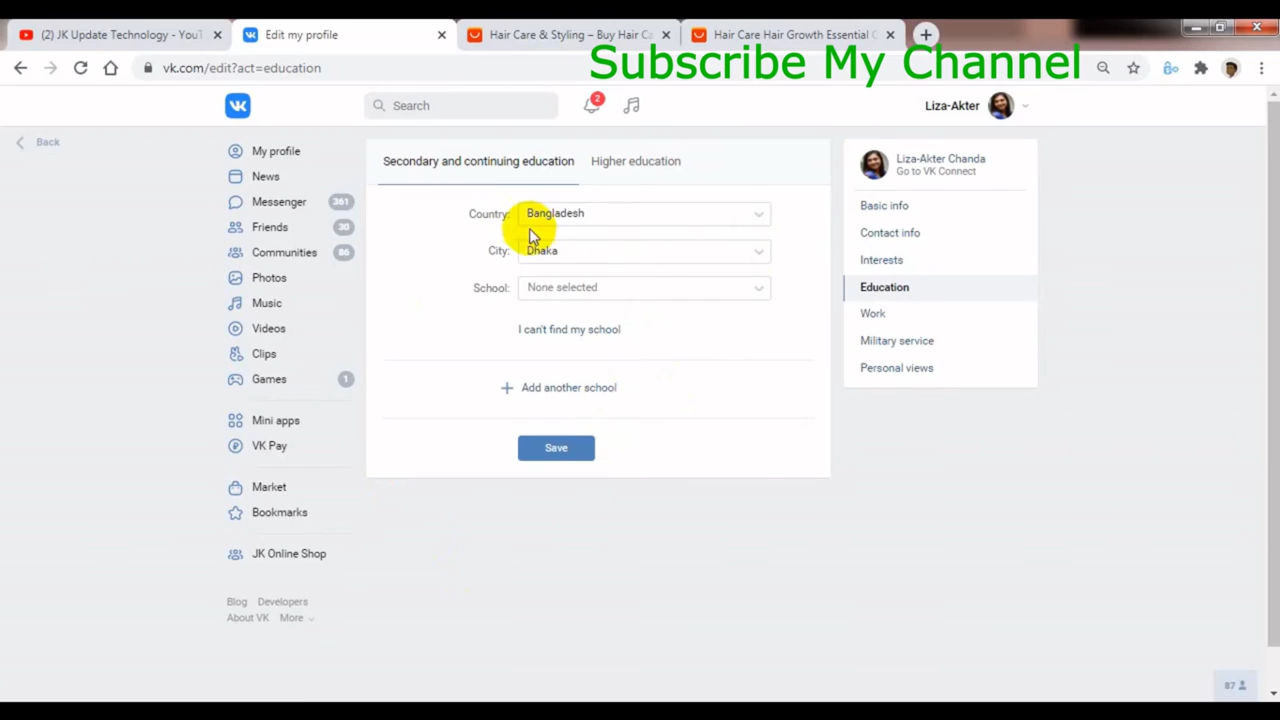 (2) JK Update Technology - YouT
Edit my profile
Hair Care & Styling – Buy Hair C
Hair Care Hair Growth Essential
Subscribe My Channel
vk.com/edit?act=education
Search
2
Liza-Akter
Back
My profile
News
Messenger 361
Friends 30
Communities 86
Photos
Music
Videos
Clips
Games 1
Mini apps
VK Pay
Market
Bookmarks
JK Online Shop
Blog Developers
About VK More
Secondary and continuing education Higher education
Country: Bangladesh
City: Dhaka
School: None selected
I can't find my school
Add another school
Save
Liza-Akter Chanda
Go to VK Connect
Basic info
Contact info
Interests
Education
Work
Military service
Personal views
87